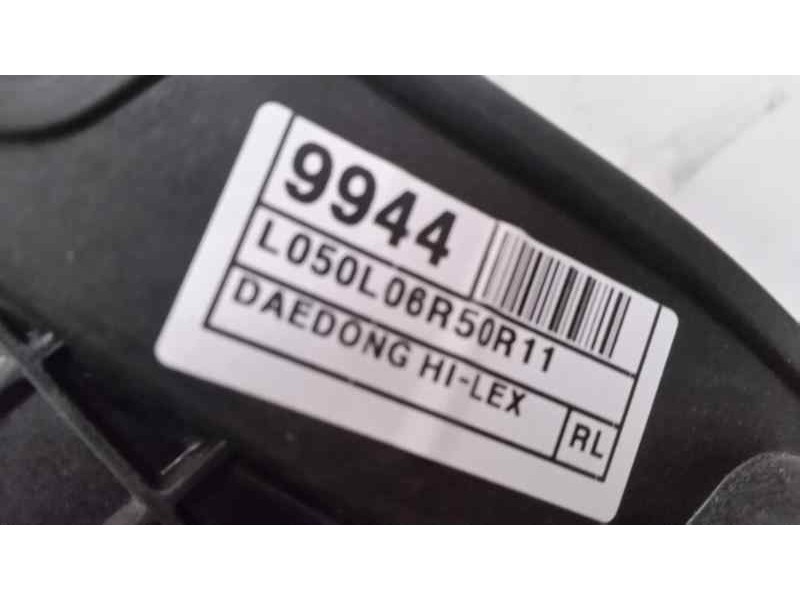 9944
L050L06R50R11
DAEDONG HI-LEX
RL